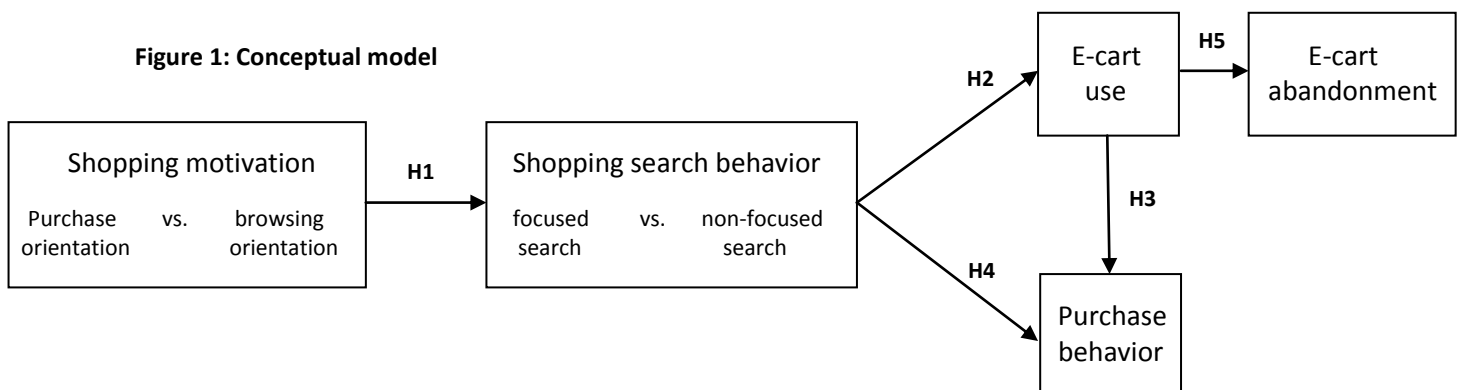 Figure 1: Conceptual model
Shopping motivation
Purchase vs. browsing
orientation orientation
H1
Shopping search behavior
focused vs. non-focused
search search
H2
H4
E-cart
use
H5
E-cart
abandonment
H3
Purchase
behavior